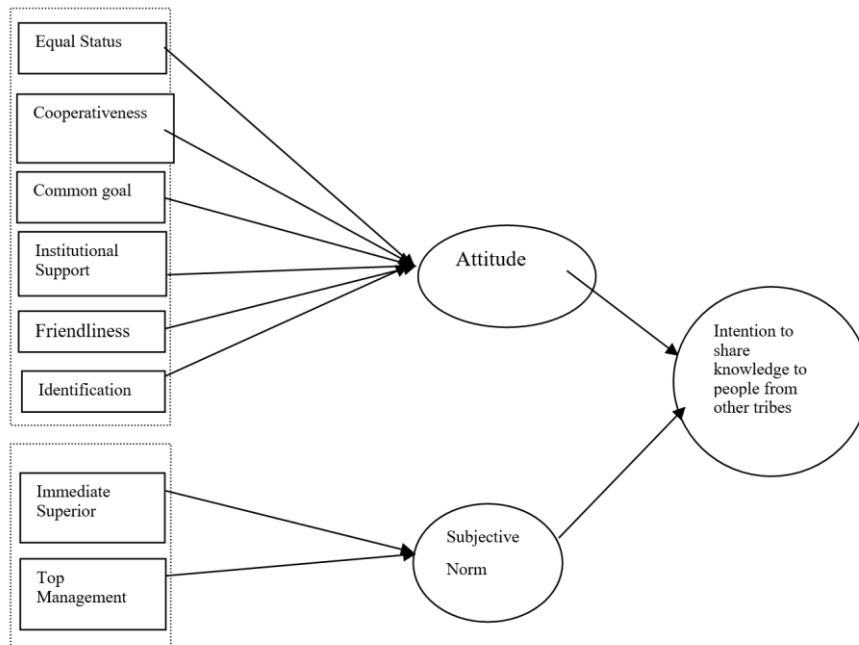 Equal Status
Cooperativeness
Common goal
Institutional
Support
Friendliness
Identification
Attitude
Intention to
share
knowledge to
people from
other tribes
Immediate
Superior
Top
Management
Subjective
Norm